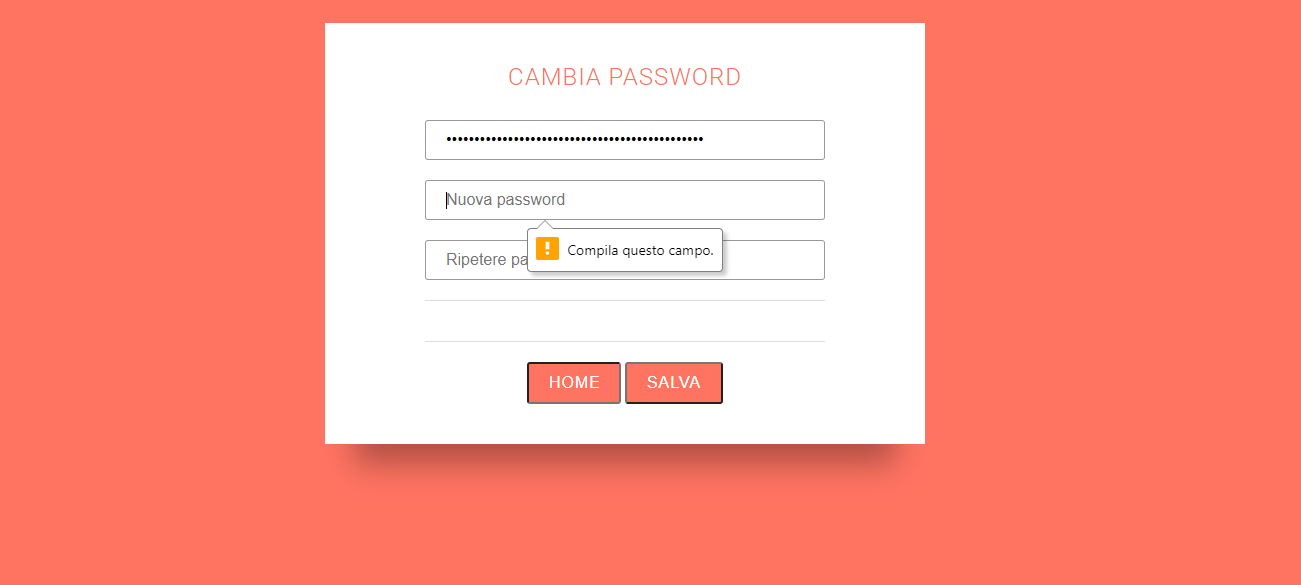 CAMBIA PASSWORD
••••••••••••••••••••••••••••••••••••••••••••••
Nuova password
Compila questo campo.
Ripetere pa
HOME SALVA